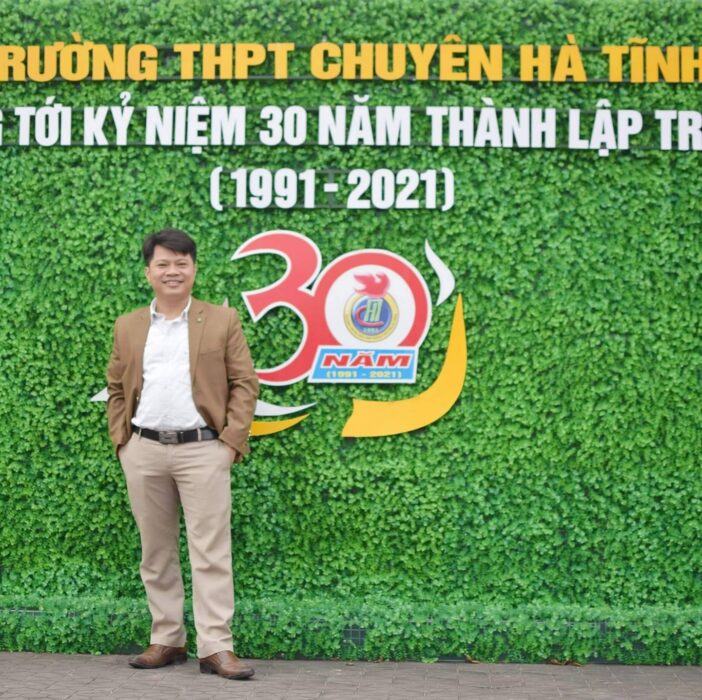 RƯỜNG THPT CHUYÊN HÀ TĨNH
G TỚI KỶ NIỆM 30 NĂM THÀNH LẬP TR
(1991-2021)
30
NĂM
(1991 - 2021)